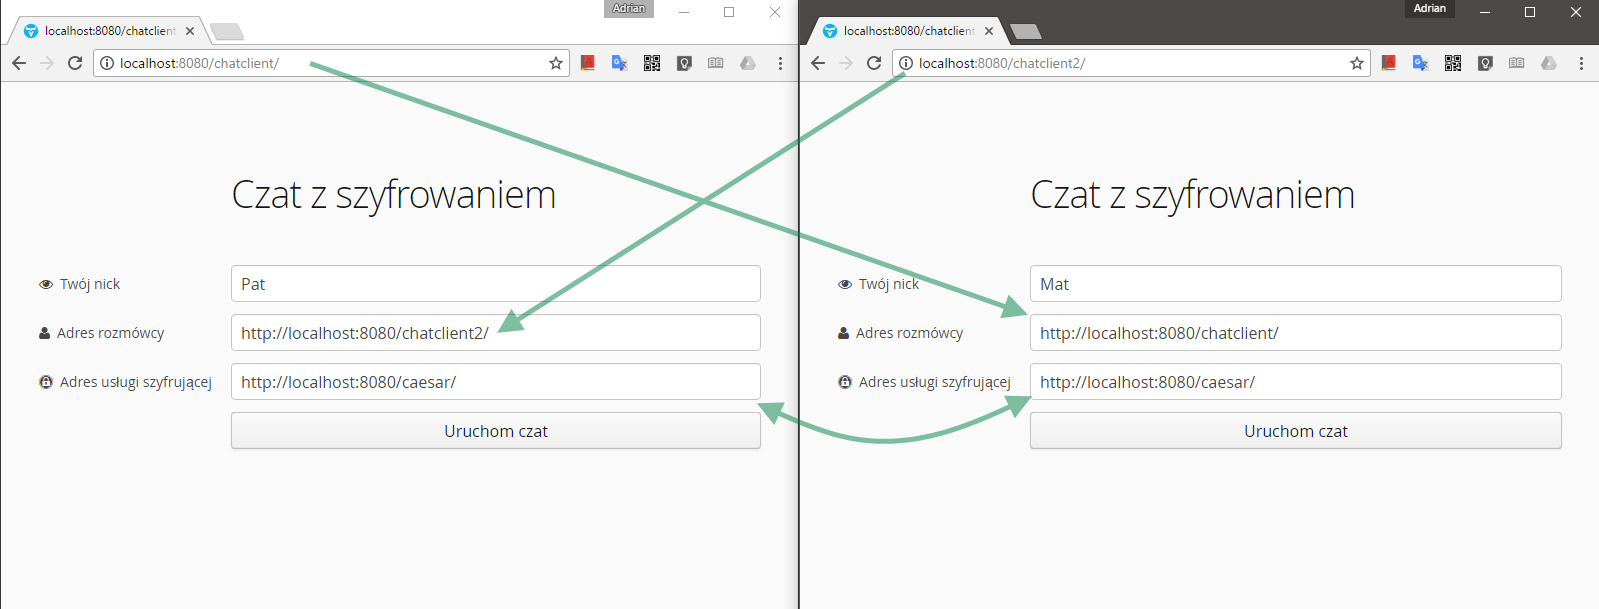 Adrian
localhost:8080/chatclient
localhost:8080/chatclient/
Czat z szyfrowaniem
Twój nick
Pat
Adres rozmówcy
http://localhost:8080/chatclient2/
Adres usługi szyfrującej
http://localhost:8080/caesar/
Uruchom czat
Adrian
localhost:8080/chatclient
localhost:8080/chatclient2/
Czat z szyfrowaniem
Twój nick
Mat
Adres rozmówcy
http://localhost:8080/chatclient/
Adres usługi szyfrującej
http://localhost:8080/caesar/
Uruchom czat